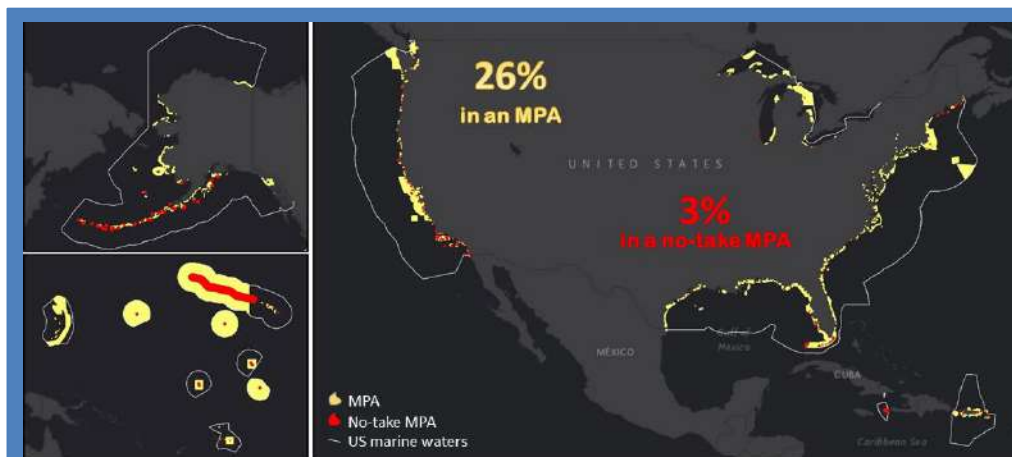 26%
in an MPA
UNITED STATES
3%
in a no-take MPA
Gulf of
Mexico
MÉXICO
CUBA
MPA
No-take MPA
US marine waters
Caribbean Sea